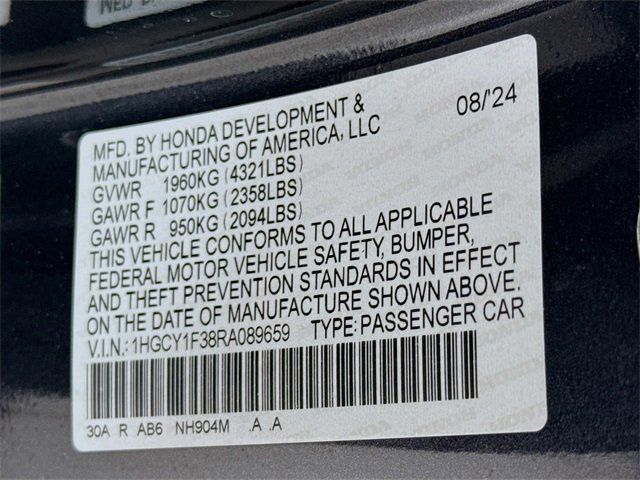 08/'24
MFD. BY HONDA DEVELOPMENT &
MANUFACTURING OF AMERICA, LLC
GVWR 1960KG (4321LBS)
GAWR F 1070KG (2358LBS)
GAWR R 950KG (2094LBS)
THIS VEHICLE CONFORMS TO ALL APPLICABLE
FEDERAL MOTOR VEHICLE SAFETY, BUMPER,
AND THEFT PREVENTION STANDARDS IN EFFECT
ON THE DATE OF MANUFACTURE SHOWN ABOVE.
V.I.N.: 1HGCY1F38RA089659 TYPE: PASSENGER CAR
30A R AB6 NH904M .A .A